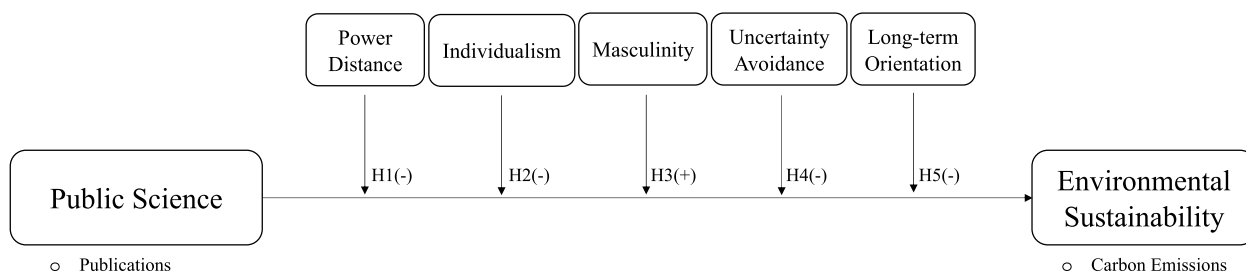 Power
Distance
Individualism
Masculinity
Uncertainty
Avoidance
Long-term
Orientation
H1(-)
H2(-)
H3(+)
H4(-)
H5(-)
Public Science
Environmental
Sustainability
○ Publications
○ Carbon Emissions